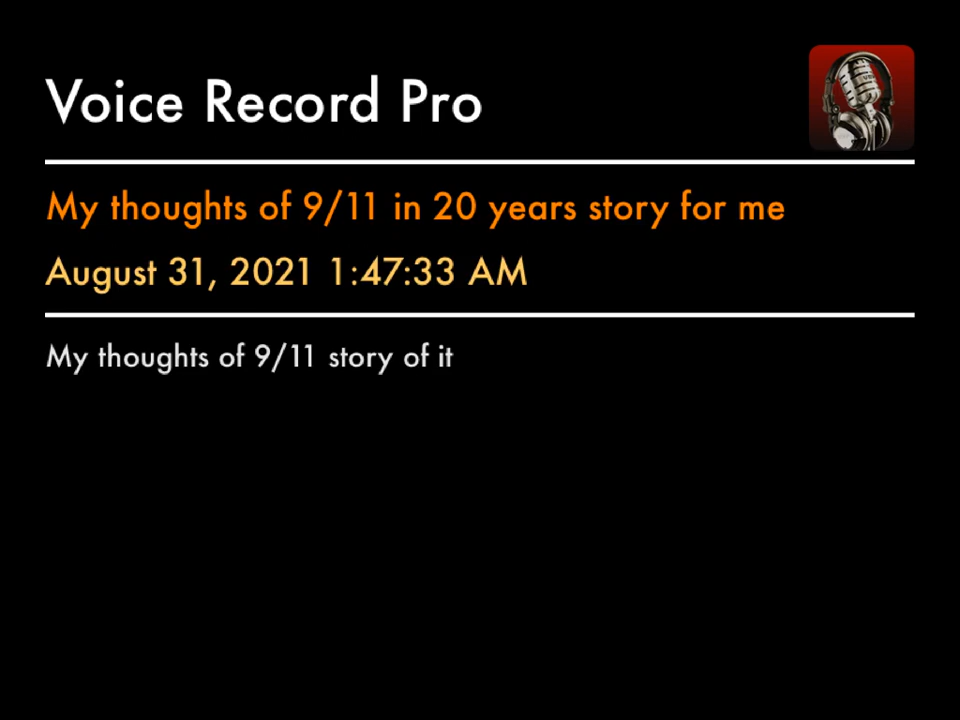 Voice Record Pro
My thoughts of 9/11 in 20 years story for me
August 31, 2021 1:47:33 AM
My thoughts of 9/11 story of it